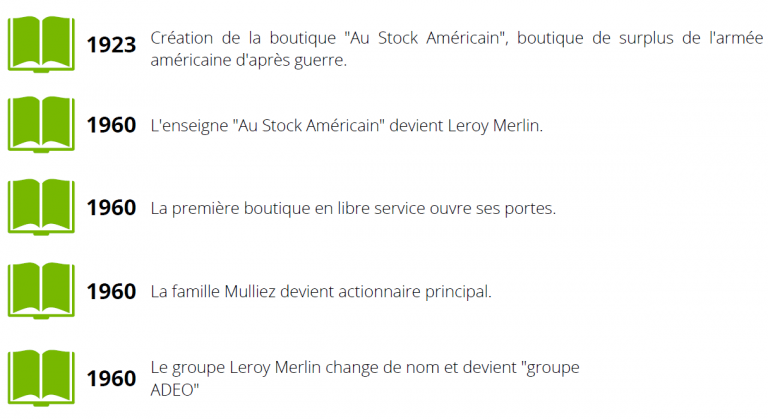 1923 Création de la boutique "Au Stock Américain", boutique de surplus de l'armée
américaine d'après guerre.
1960 L'enseigne "Au Stock Américain" devient Leroy Merlin.
1960 La première boutique en libre service ouvre ses portes.
1960 La famille Mulliez devient actionnaire principal.
1960 Le groupe Leroy Merlin change de nom et devient "groupe
ADEO"